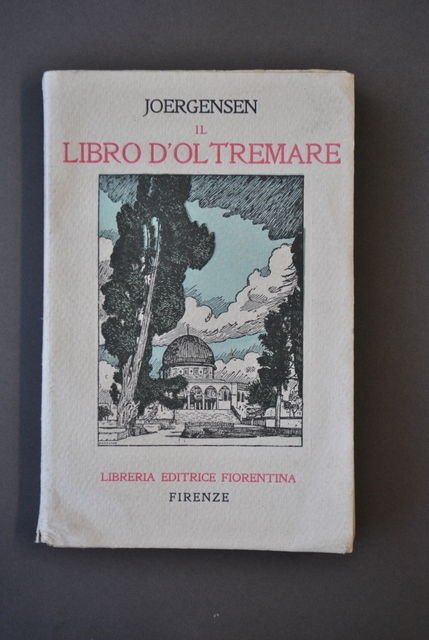 JOERGENSEN
IL
LIBRO D'OLTREMARE
LIBRERIA EDITRICE FIORENTINA
FIRENZE